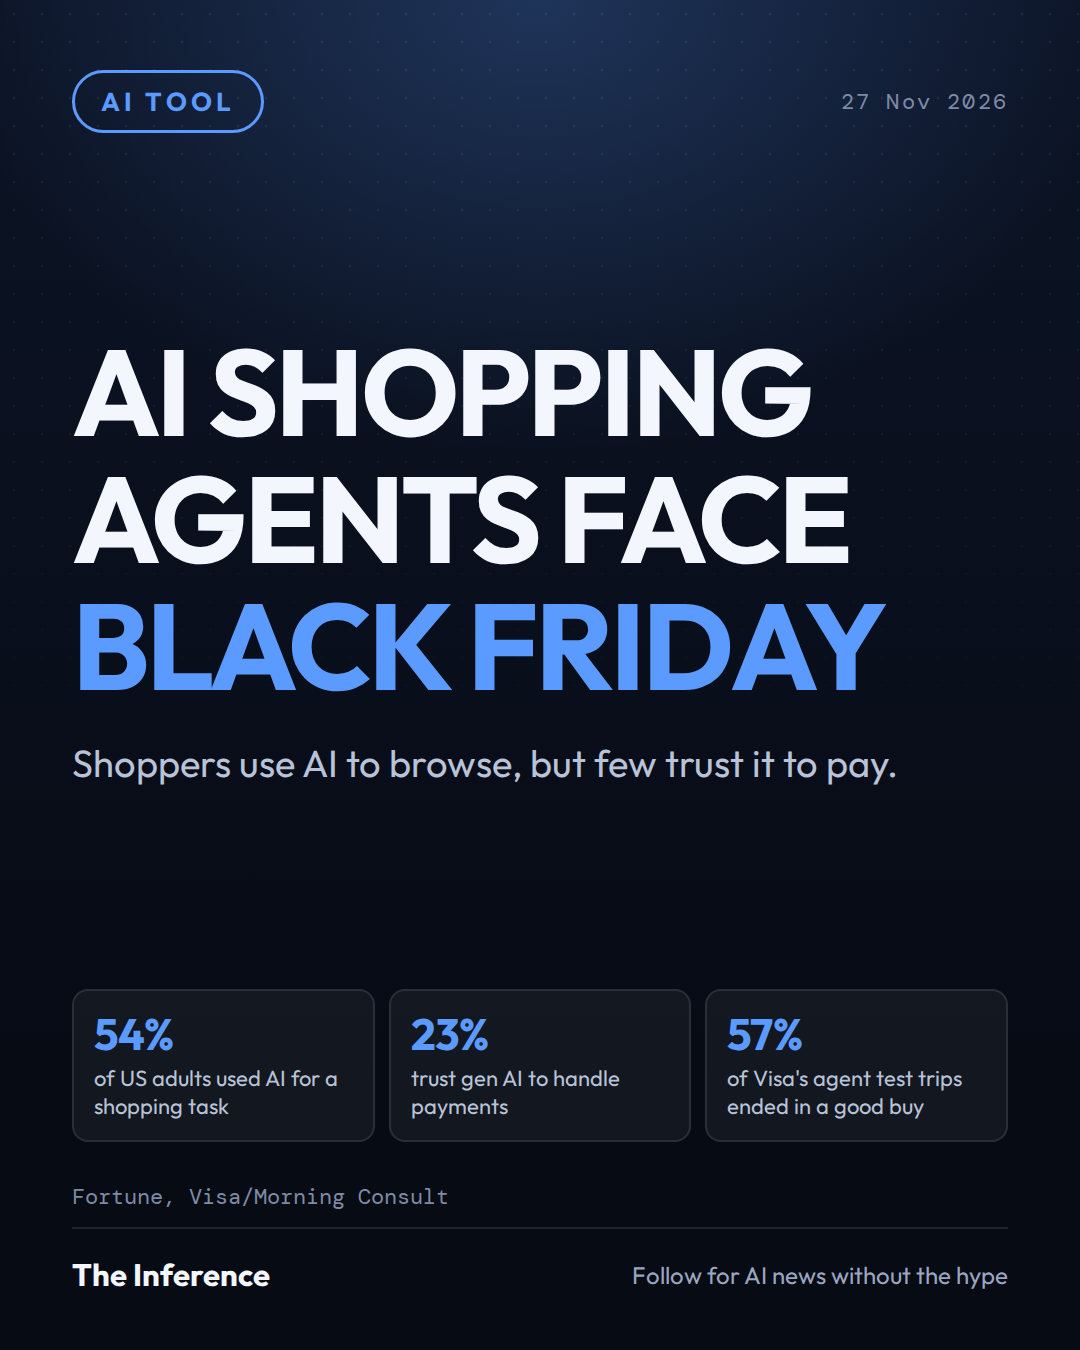 AI TOOL
27 Nov 2026
AI SHOPPING
AGENTS FACE
BLACK FRIDAY
Shoppers use AI to browse, but few trust it to pay.
54%
of US adults used AI for a
shopping task
23%
trust gen AI to handle
payments
57%
of Visa's agent test trips
ended in a good buy
Fortune, Visa/Morning Consult
The Inference
Follow for AI news without the hype